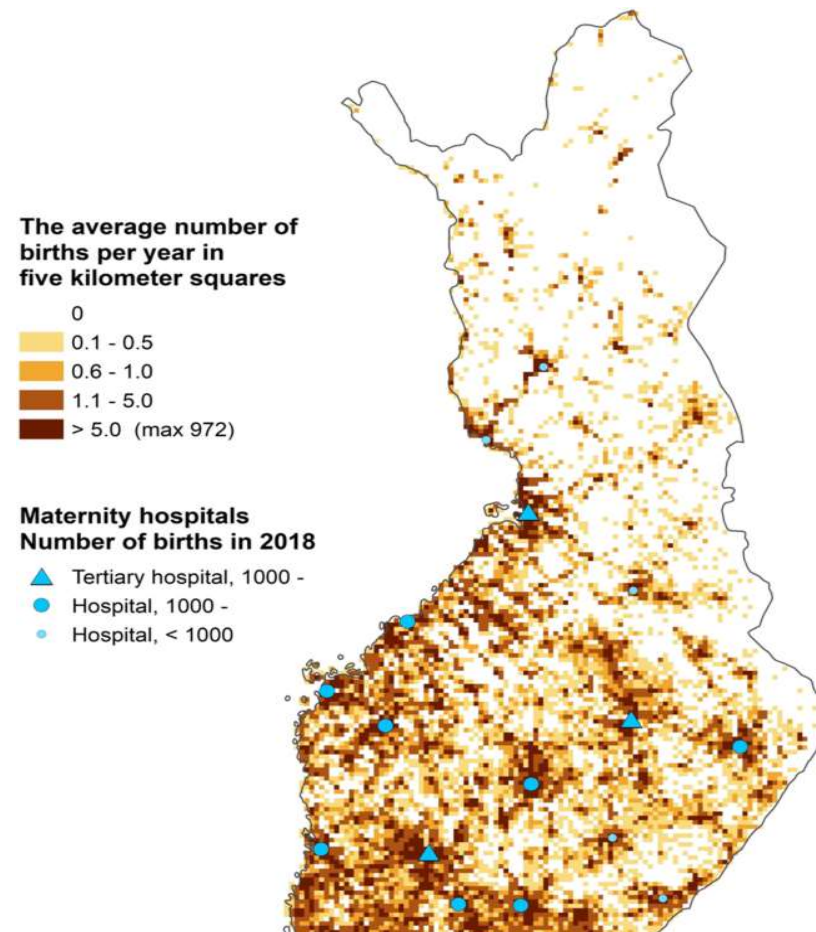 The average number of
births per year in
five kilometer squares
0
0.1 - 0.5
0.6 - 1.0
1.1 - 5.0
> 5.0 (max 972)
Maternity hospitals
Number of births in 2018
Tertiary hospital, 1000 -
Hospital, 1000 -
Hospital, < 1000